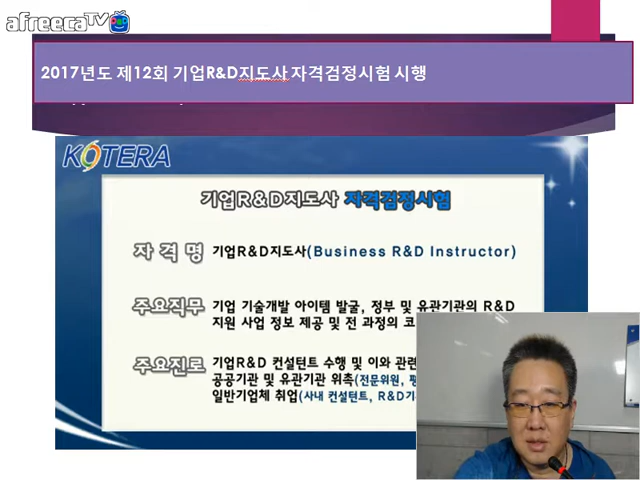 afreecaTV
2017년도 제12회 기업R&D지도사 자격검정시험 시행
KOTERA
기업R&D지도사 자격검정시험
자 격 명 기업R&D지도사(Business R&D Instructor)
주요직무 기업 기술개발 아이템 발굴, 정부 및 유관기관의 R&D
지원 사업 정보 제공 및 전 과정의
주요진로 기업R&D 컨설턴트 수행 및 이와 관련
공공기관 및 유관기관 위촉(전문위원,
일반기업체 취업(사내 컨설턴트,